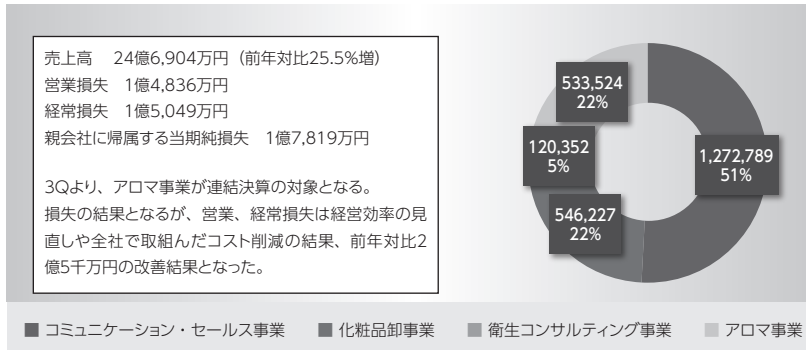 売上高　24億6,904万円（前年対比25.5%増）
営業損失　1億4,836万円
経常損失　1億5,049万円
親会社に帰属する当期純損失　1億7,819万円
3Qより、アロマ事業が連結決算の対象となる。
損失の結果となるが、営業、経常損失は経営効率の見
直しや全社で取組んだコスト削減の結果、前年対比2
億5千万円の改善結果となった。
533,524
22%
120,352
5%
546,227
22%
1,272,789
51%
■ コミュニケーション・セールス事業　■ 化粧品卸事業　■ 衛生コンサルティング事業　■ アロマ事業